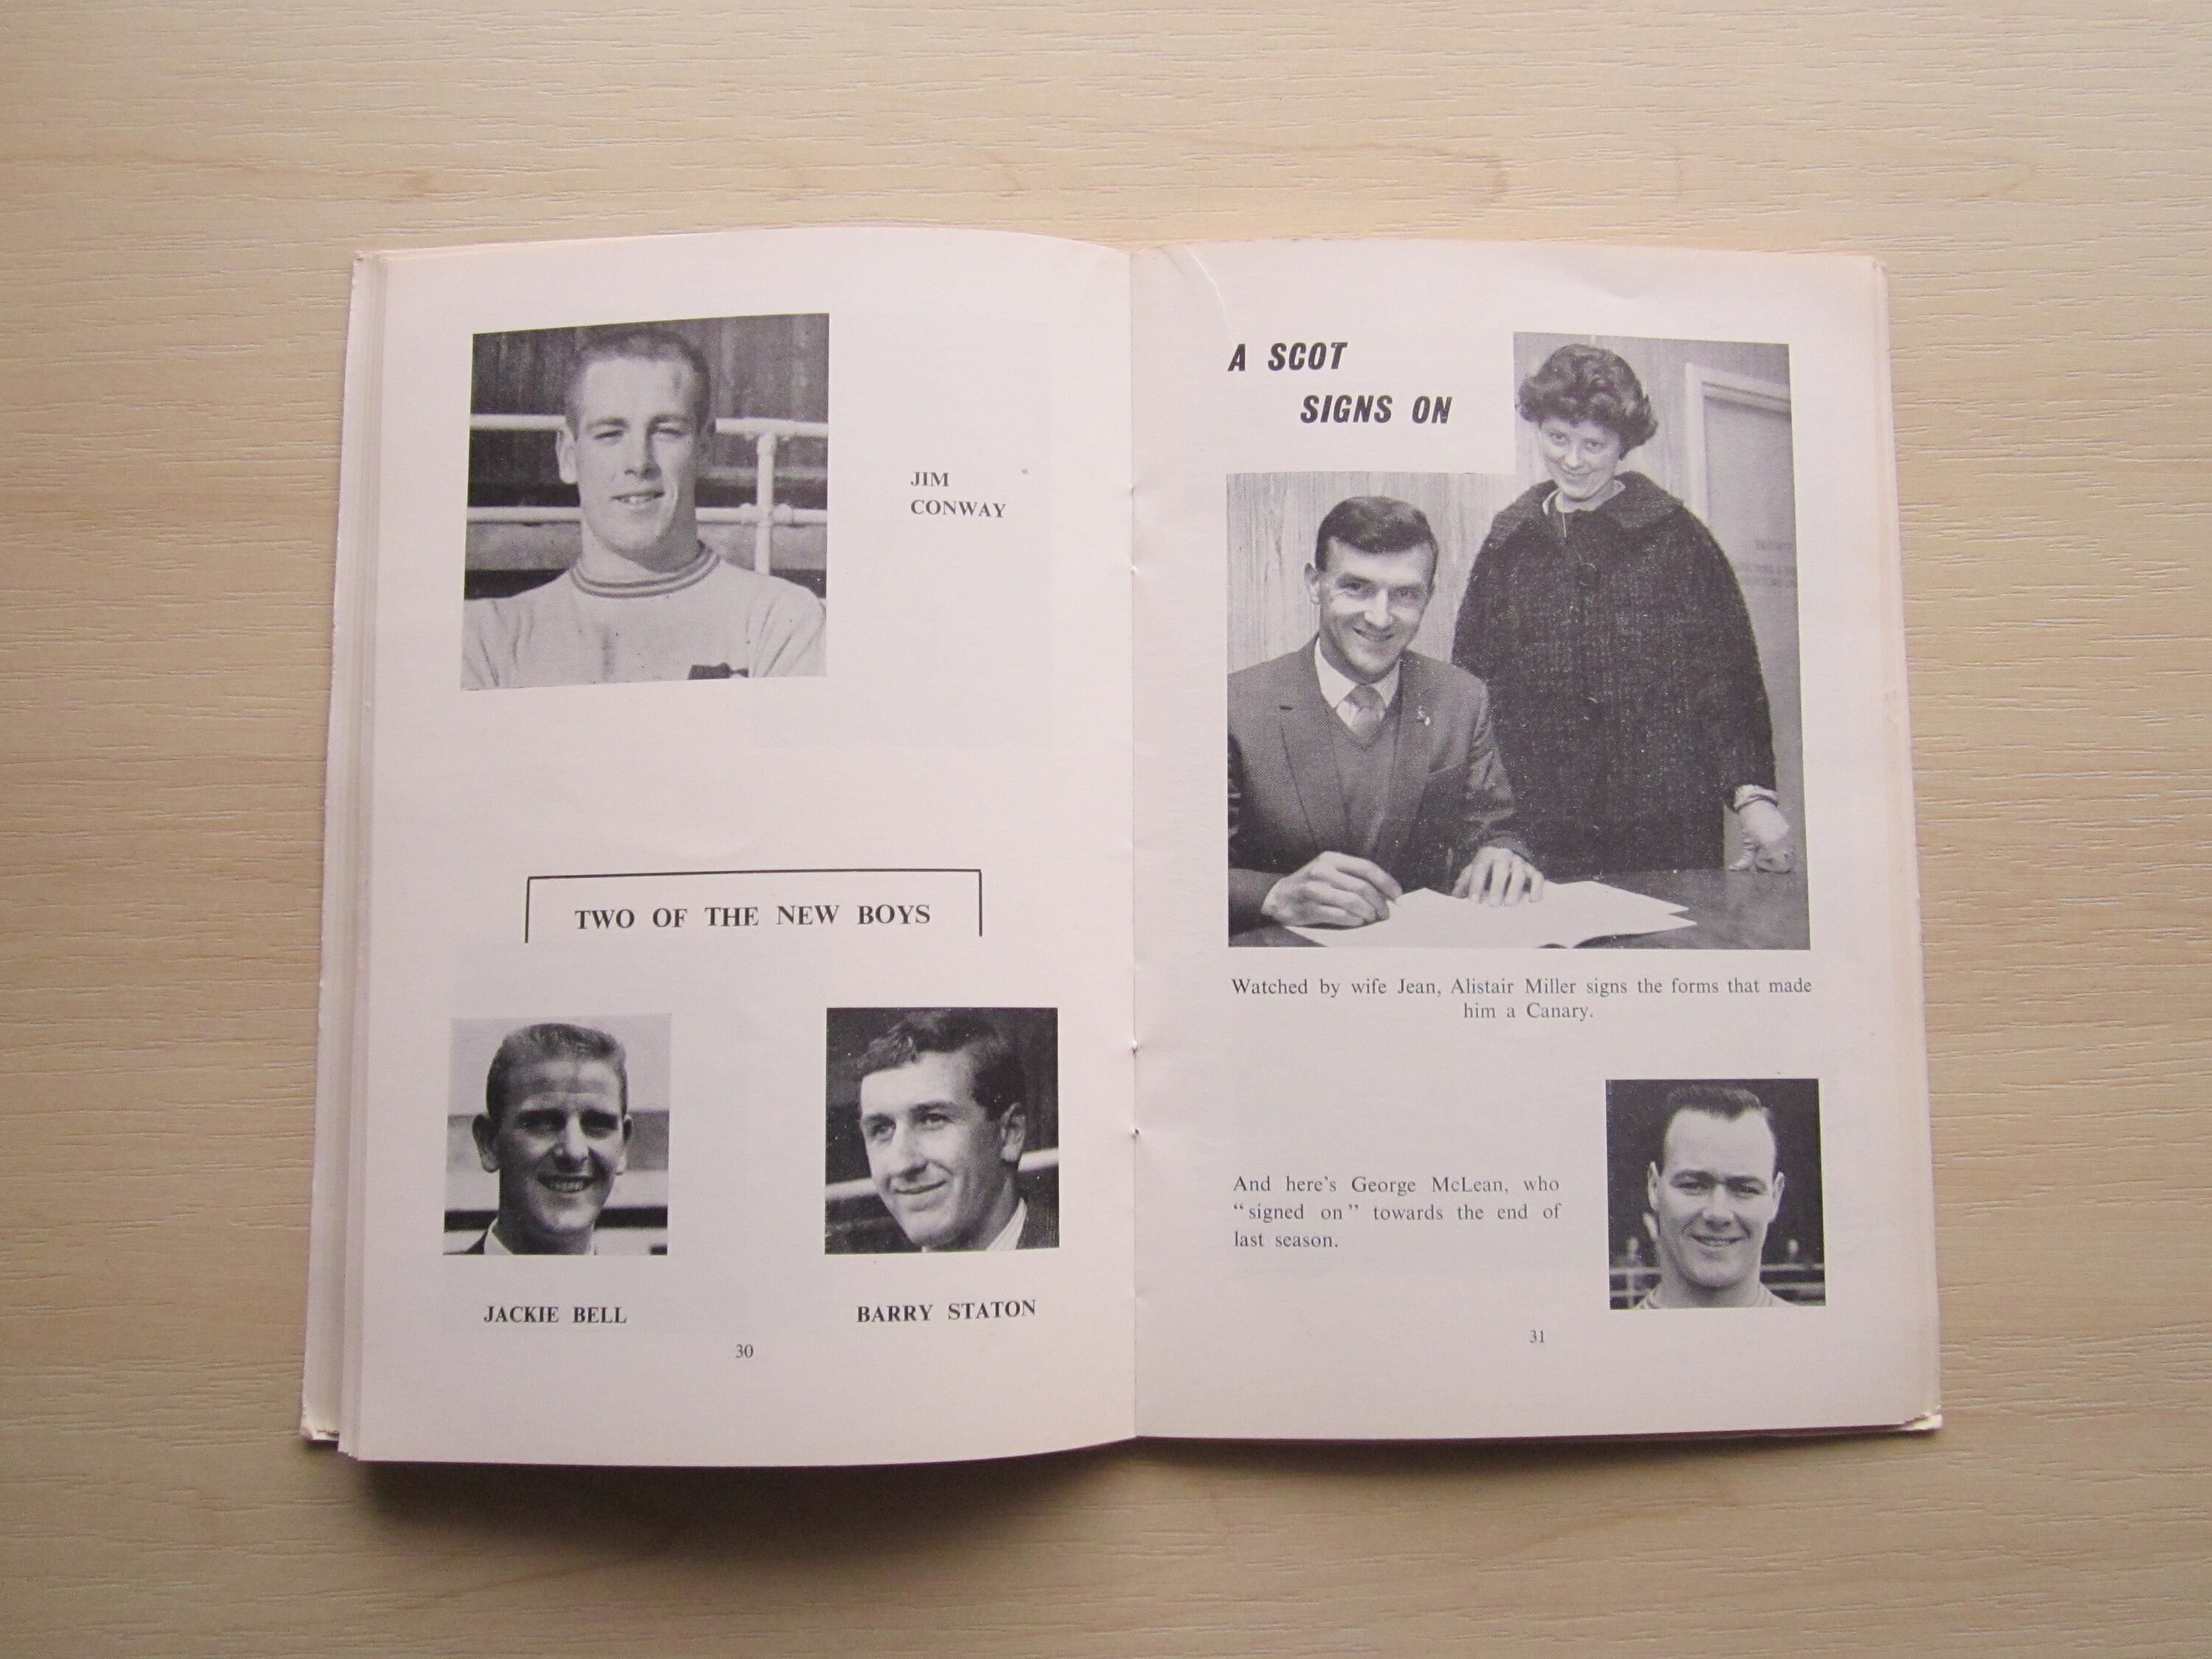 JIM
CONWAY
TWO OF THE NEW BOYS
JACKIE BELL
BARRY STATON
30
A SCOT
SIGNS ON
Watched by wife Jean, Alistair Miller signs the forms that made
him a Canary.
And here's George McLean, who
“signed on” towards the end of
last season.
31